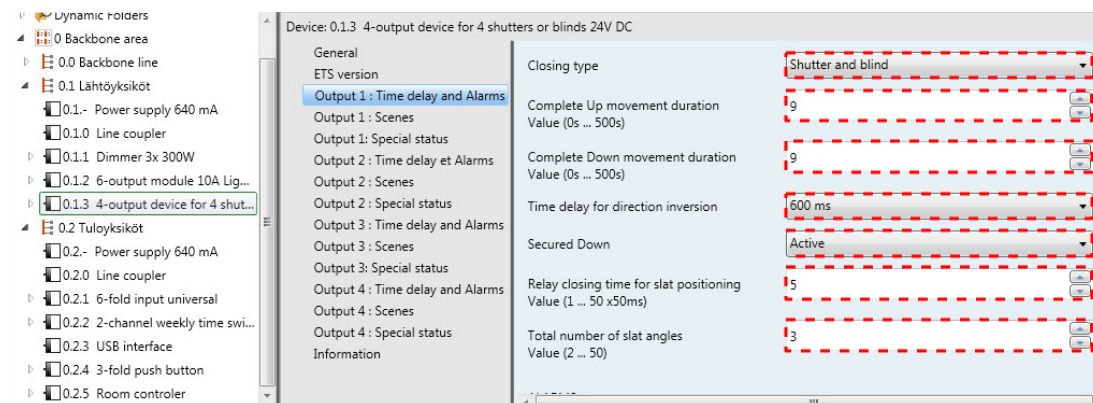 Dynamic Folders
0 Backbone area
0.0 Backbone line
0.1 Lähtöyksiköt
0.1.- Power supply 640 mA
0.1.0 Line coupler
0.1.1 Dimmer 3x 300W
0.1.2 6-output module 10A Lig...
0.1.3 4-output device for 4 shut...
0.2 Tuloyksiköt
0.2.- Power supply 640 mA
0.2.0 Line coupler
0.2.1 6-fold input universal
0.2.2 2-channel weekly time swi...
0.2.3 USB interface
0.2.4 3-fold push button
0.2.5 Room controler
Device: 0.1.3 4-output device for 4 shutters or blinds 24V DC
General
ETS version
Output 1 : Time delay and Alarms
Output 1 : Scenes
Output 1: Special status
Output 2 : Time delay et Alarms
Output 2 : Scenes
Output 2 : Special status
Output 3 : Time delay and Alarms
Output 3 : Scenes
Output 3: Special status
Output 4 : Time delay and Alarms
Output 4 : Scenes
Output 4 : Special status
Information
Closing type
Shutter and blind
Complete Up movement duration
Value (0s ... 500s)
9
Complete Down movement duration
Value (0s ... 500s)
9
Time delay for direction inversion
600 ms
Secured Down
Active
Relay closing time for slat positioning
Value (1 ... 50 x50ms)
5
Total number of slat angles
Value (2 ... 50)
3